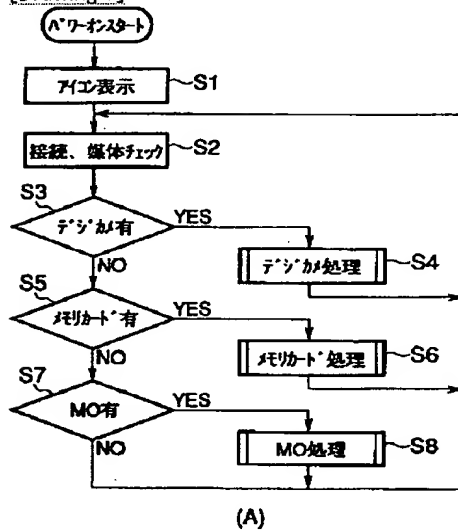 パワーオンスタート
アイコン表示
S1
接続、媒体チェック
S2
S3
デジカメ有
YES
NO
デジカメ処理
S4
S5
メモリカード有
YES
NO
メモリカード処理
S6
S7
MO有
YES
NO
MO処理
S8
(A)